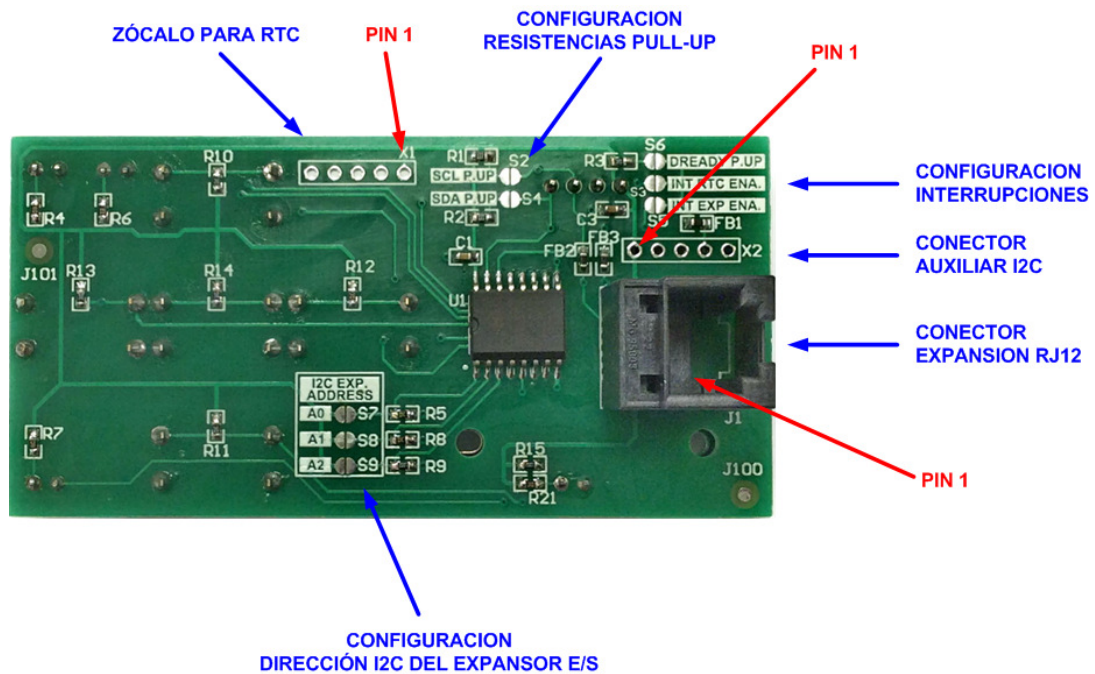 CONFIGURACION
RESISTENCIAS PULL-UP
ZÓCALO PARA RTC
PIN 1
PIN 1
X1
R10
R1
S2
SCL P.UP
SDA P.UP
S4
R2
R3
S6
DREADY P.UP
S3
INT RTC ENA.
INT EXP ENA.
S5
C3
FB1
FB2
FB3
X2
R4
R6
C1
J101
R13
R14
R12
U1
CONFIGURACION
INTERRUPCIONES
CONECTOR
AUXILIAR I2C
CONECTOR
EXPANSION RJ12
I2C EXP.
ADDRESS
A0
S7
R5
A1
S8
R8
A2
S9
R9
R7
R11
R15
R21
J1
J100
PIN 1
CONFIGURACION
DIRECCIÓN I2C DEL EXPANSOR E/S